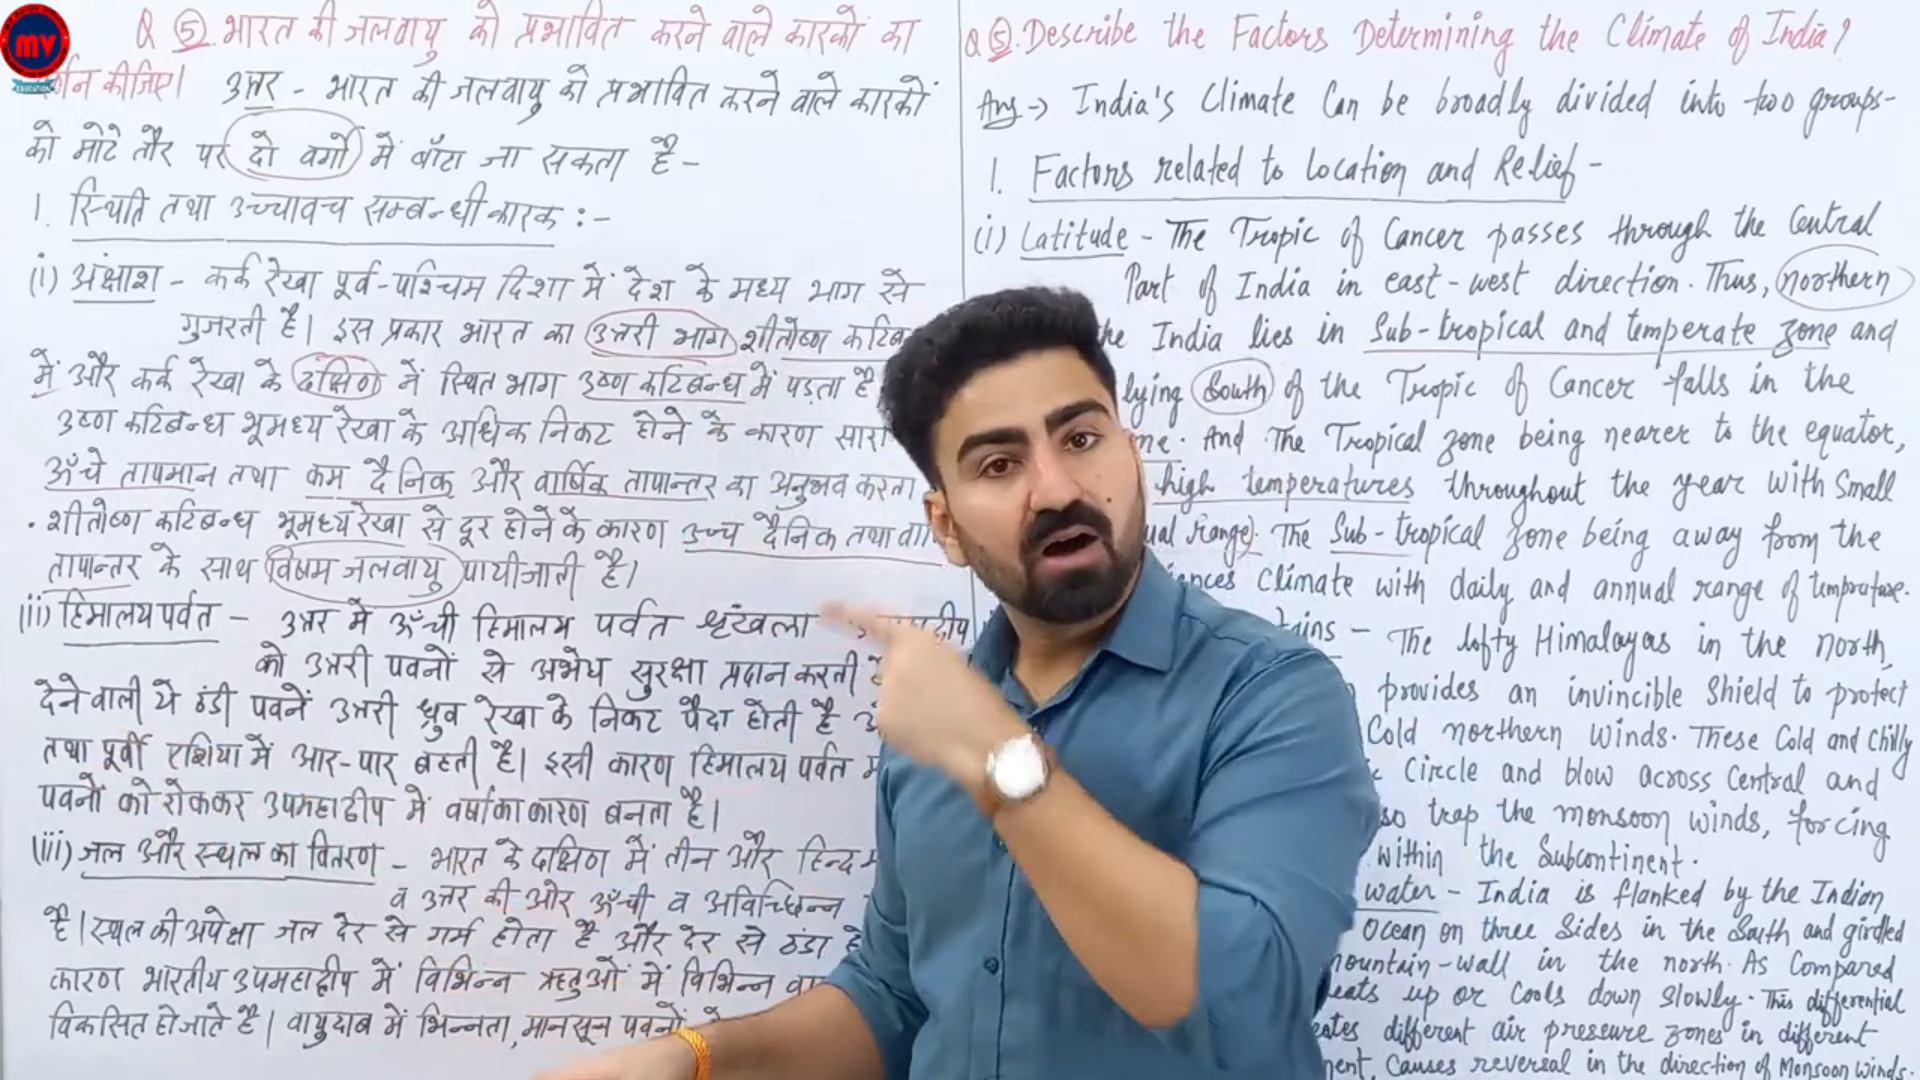 MV
EDUCATION
Q ⑤. भारत की जलवायु को प्रभावित करने वाले कारकों का
वर्णन कीजिए। उत्तर - भारत की जलवायु को प्रभावित करने वाले कारकों
को मोटे तौर पर दो वर्गों में बाँटा जा सकता है -
1. स्थिति तथा उच्चावच सम्बन्धी कारक :-
(i) अंक्षाश - कर्क रेखा पूर्व-पश्चिम दिशा में देश के मध्य भाग से
गुजरती है। इस प्रकार भारत का उत्तरी भाग शीतोष्ण
में और कर्क रेखा के दक्षिण में स्थित भाग उष्ण कटिबन्ध में पड़ता है
उष्ण कटिबन्ध भूमध्य रेखा के अधिक निकट होने के कारण
ऊँचे तापमान तथा कम दैनिक और वार्षिक तापान्तर का अनुभव करता
. शीतोष्ण कटिबन्ध भूमध्य रेखा से दूर होने के कारण उच्च दैनिक तथा
तापान्तर के साथ विषम जलवायु पायी जाती है।
(ii) हिमालय पर्वत - उत्तर में ऊँची हिमालय पर्वत श्रृंखला
को उत्तरी पवनों से अभेय सुरक्षा प्रदान करती
देने वाली ये ठंडी पवनें उत्तरी ध्रुव रेखा के निकट पैदा होती है
तथा पूर्वी एशिया में आर-पार बहती है। इसी कारण हिमालय पर्वत
पवनों को रोककर उपमहाद्वीप में वर्षा का कारण बनता है।
(iii) जल और स्थल का वितरण - भारत के दक्षिण में तीन और हिन्द
व उत्तर की ओर ऊँची व अविच्छिन्न
है। स्थल की अपेक्षा जल देर से गर्म होता है और देर से ठंडा
कारण भारतीय उपमहाद्वीप में विभिन्न ऋतुओं में विभिन्न
विकसित हो जाते है। वायुदाब में भिन्नता, मानसून पवनों
Q ⑤. Describe the Factors Determining the Climate of India?
Ans → India's Climate Can be broadly divided into two groups-
1. Factors related to Location and Relief -
(i) Latitude - The Tropic of Cancer passes through the Central
Part of India in east-west direction. Thus, northern
the India lies in Sub-tropical and temperate zone and
lying South of the Tropic of Cancer falls in the
And The Tropical zone being nearer to the equator,
high temperatures throughout the year with Small
range). The Sub-tropical zone being away from the
Climate with daily and annual range of temprature.
- The lofty Himalayas in the north,
provides an invincible Shield to protect
Cold northern winds. These Cold and Chilly
Circle and blow across Central and
so trap the monsoon winds, forcing
within the Subcontinent.
water - India is flanked by the Indian
Ocean on three Sides in the South and girdled
mountain-wall in the north. As Compared
heats up or Cools down Slowly. This differential
different air pressure zones in different
Causes reversal in the direction of Monsoon winds.